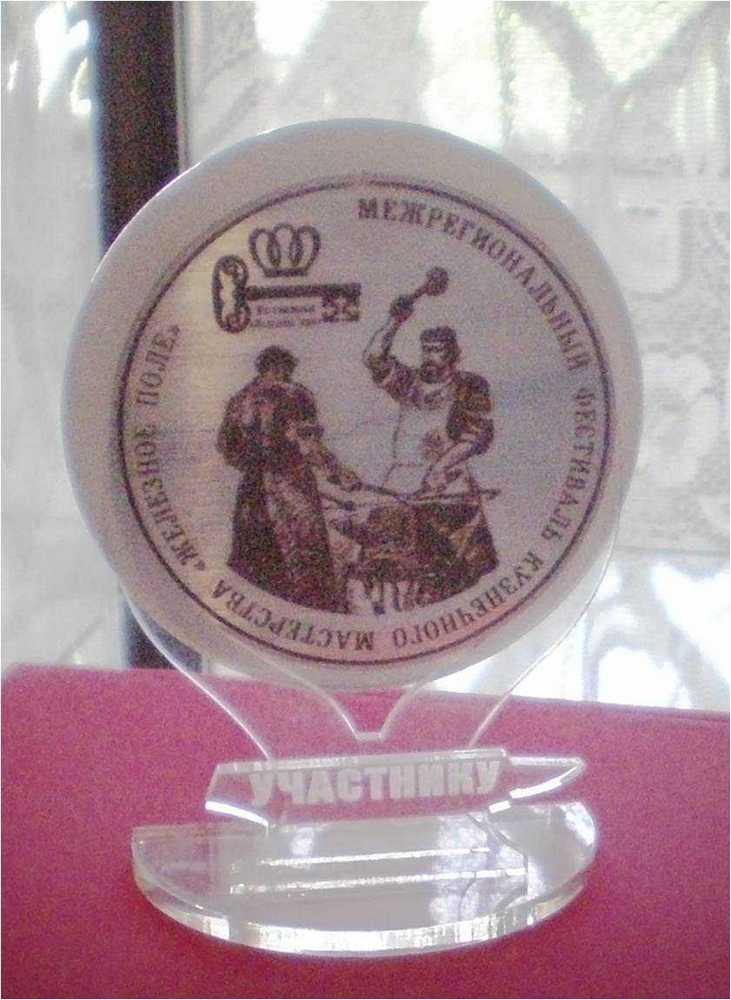 МЕЖРЕГИОНАЛЬНЫЙ ФЕСТИВАЛЬ КУЗНЕЧНОГО МАСТЕРСТВА «ЖЕЛЕЗНОЕ ПОЛЕ»
УЧАСТНИКУ